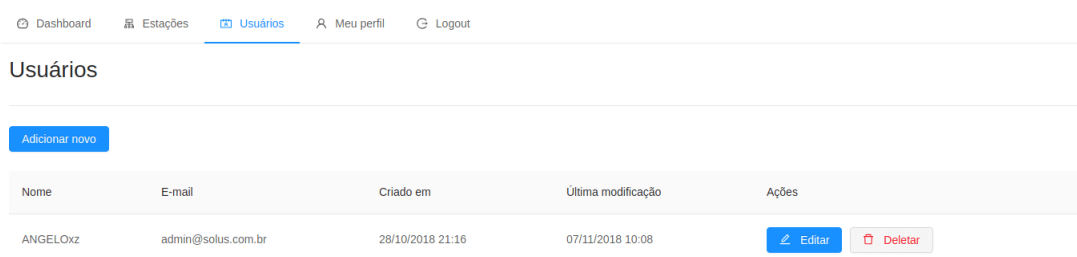 Dashboard Estações Usuários Meu perfil Logout
Usuários
Adicionar novo
Nome E-mail Criado em Última modificação Ações
ANGELOxz admin@solus.com.br 28/10/2018 21:16 07/11/2018 10:08 Editar Deletar